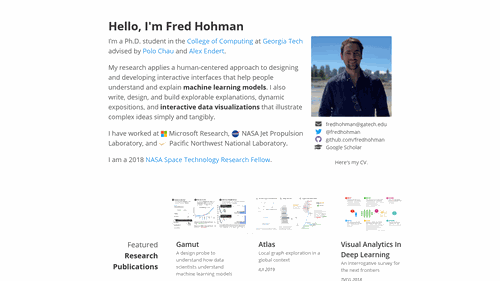 Hello, I'm Fred Hohman
I'm a Ph.D. student in the College of Computing at Georgia Tech
advised by Polo Chau and Alex Endert.
My research applies a human-centered approach to designing
and developing interactive interfaces that help people
understand and explain machine learning models. I also
write, design, and build explorable explanations, dynamic
expositions, and interactive data visualizations that illustrate
complex ideas simply and tangibly.
I have worked at Microsoft Research, NASA Jet Propulsion
Laboratory, and Pacific Northwest National Laboratory.
I am a 2018 NASA Space Technology Research Fellow.
fredhohman@gatech.edu
@fredhohman
github.com/fredhohman
Google Scholar
Here's my CV.
Featured
Research
Publications
Gamut
A design probe to
understand how data
scientists understand
machine learning models
Atlas
Local graph exploration in a
global context
IUI 2019
Visual Analytics In
Deep Learning
An interrogative survey for
the next frontiers